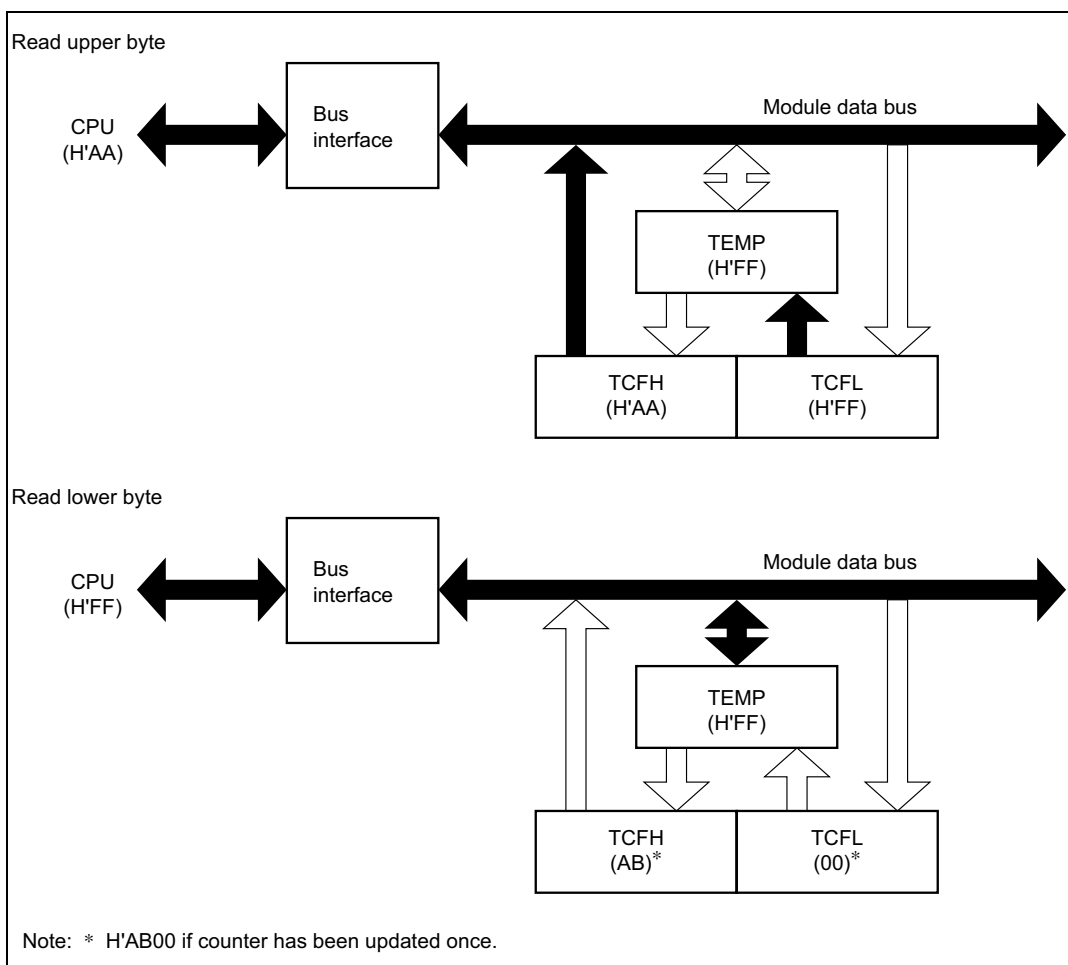 Read upper byte
CPU
(H'AA)
Bus
interface
Module data bus
TEMP
(H'FF)
TCFH
(H'AA)
TCFL
(H'FF)
Read lower byte
CPU
(H'FF)
Bus
interface
Module data bus
TEMP
(H'FF)
TCFH
(AB)*
TCFL
(00)*
Note: * H'AB00 if counter has been updated once.